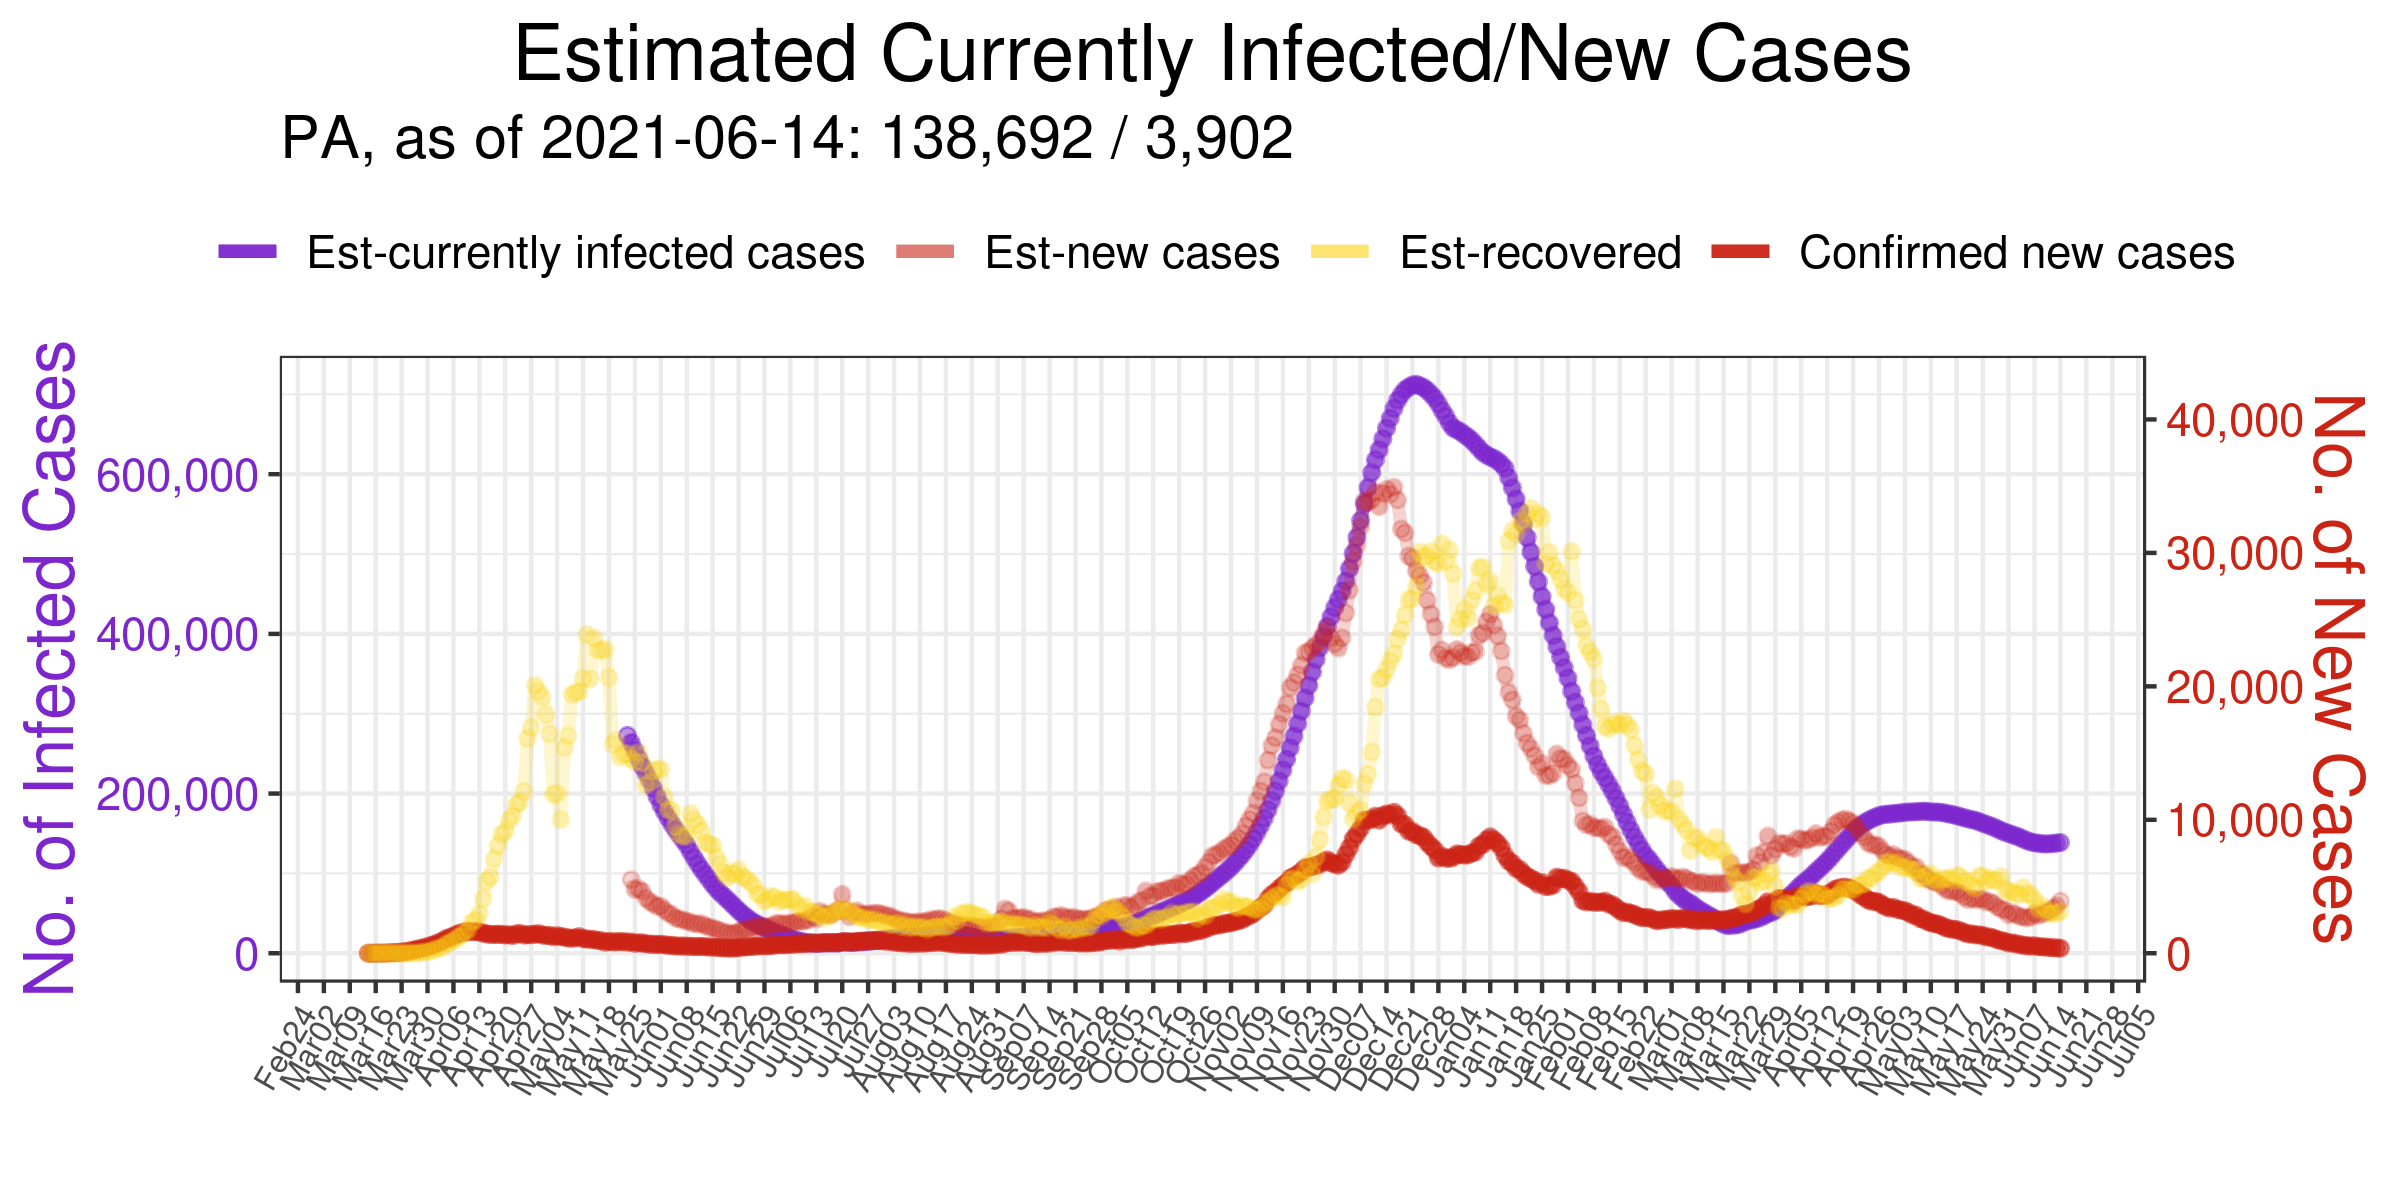 Estimated Currently Infected/New Cases
PA, as of 2021-06-14: 138,692 / 3,902
Est-currently infected cases
Est-new cases
Est-recovered
Confirmed new cases
No. of Infected Cases
600,000
400,000
200,000
0
40,000
30,000
20,000
10,000
0
No. of New Cases
Feb24
Mar02
Mar09
Mar16
Mar23
Mar30
Apr06
Apr13
Apr20
Apr27
May04
May11
May18
May25
Jun01
Jun08
Jun15
Jun22
Jun29
Jul06
Jul13
Jul20
Jul27
Aug03
Aug10
Aug17
Aug24
Aug31
Sep07
Sep14
Sep21
Sep28
Oct05
Oct12
Oct19
Oct26
Nov02
Nov09
Nov16
Nov23
Nov30
Dec07
Dec14
Dec21
Dec28
Jan04
Jan11
Jan18
Jan25
Feb01
Feb08
Feb15
Feb22
Mar01
Mar08
Mar15
Mar22
Mar29
Apr05
Apr12
Apr19
Apr26
May03
May10
May17
May24
May31
Jun07
Jun14
Jun21
Jun28
Jul05